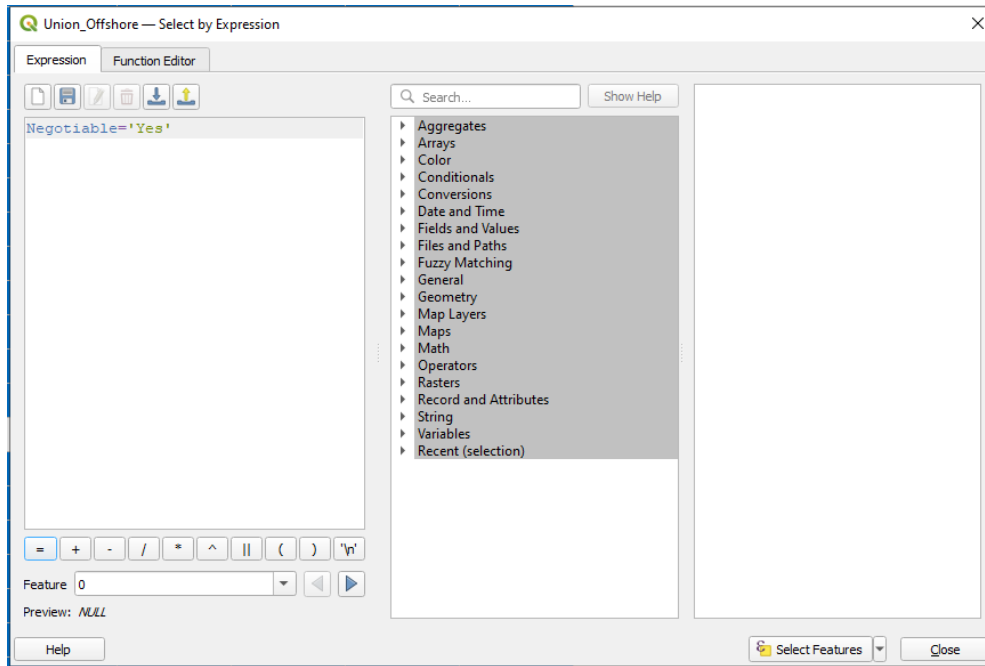 Union_Offshore — Select by Expression
Expression
Function Editor
Search...
Show Help
Negotiable='Yes'
Aggregates
Arrays
Color
Conditionals
Conversions
Date and Time
Fields and Values
Files and Paths
Fuzzy Matching
General
Geometry
Map Layers
Maps
Math
Operators
Rasters
Record and Attributes
String
Variables
Recent (selection)
= + - / * ^ || ( ) '\n'
Feature 0
Preview: NULL
Help
Select Features
Close